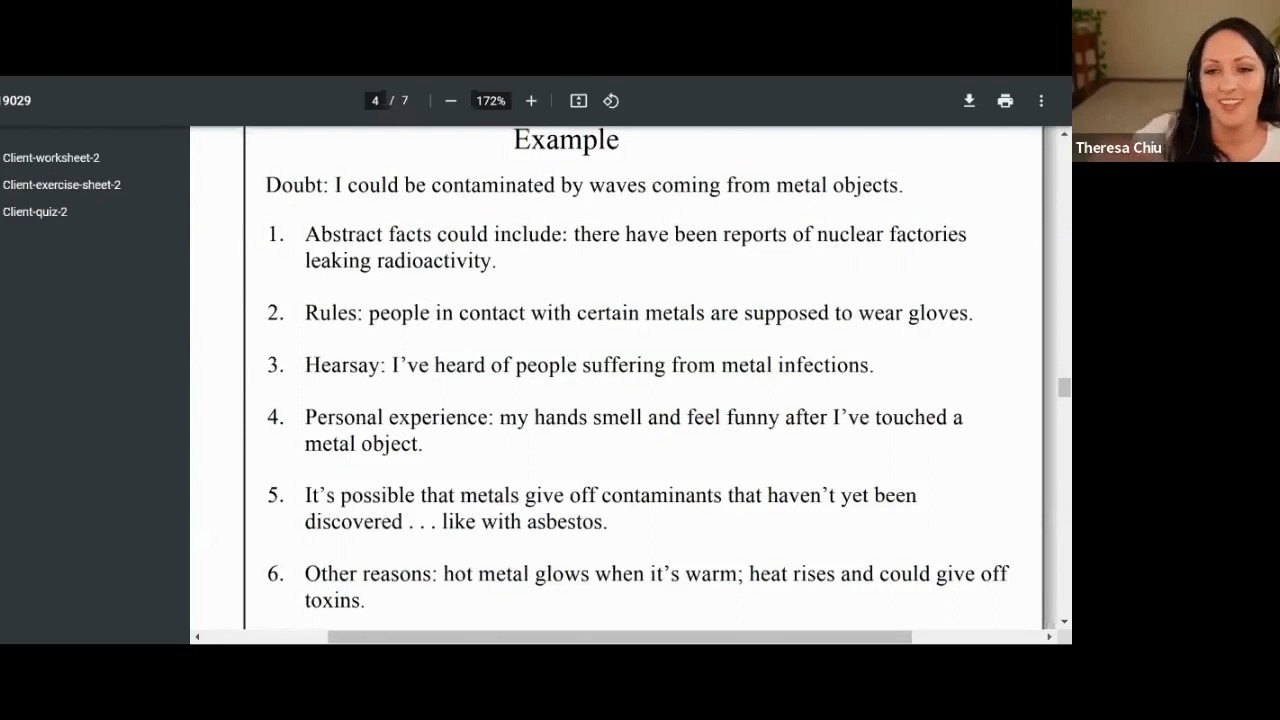 19029
4 / 7
172%
Theresa Chiu
Client-worksheet-2
Client-exercise-sheet-2
Client-quiz-2
Example
Doubt: I could be contaminated by waves coming from metal objects.
1. Abstract facts could include: there have been reports of nuclear factories
leaking radioactivity.
2. Rules: people in contact with certain metals are supposed to wear gloves.
3. Hearsay: I’ve heard of people suffering from metal infections.
4. Personal experience: my hands smell and feel funny after I’ve touched a
metal object.
5. It’s possible that metals give off contaminants that haven’t yet been
discovered . . . like with asbestos.
6. Other reasons: hot metal glows when it’s warm; heat rises and could give off
toxins.